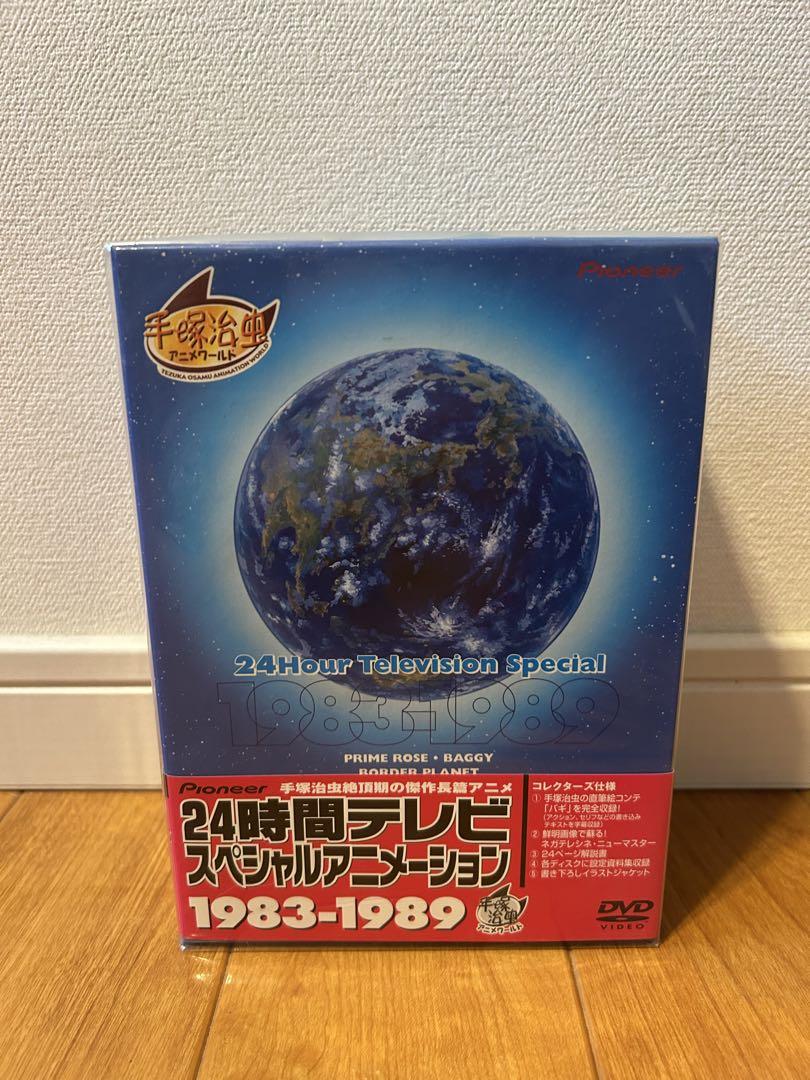 Pioneer
手塚治虫
アニメワールド
TEZUKA OSAMU ANIMATION WORLD
24Hour Television Special
1983-1989
PRIME ROSE・BAGGY
BORDER PLANET
Pioneer
手塚治虫絶頂期の傑作長篇アニメ
24時間テレビ
スペシャルアニメーション
1983-1989
手塚治虫
アニメワールド
コレクターズ仕様
① 手塚治虫の直筆絵コンテ
「バギ」を完全収録!
(アクション、セリフなどの書き込み
テキストを字幕収録)
② 鮮明画像で蘇る!
ネガテレシネ・ニューマスター
③ 24ページ解説書
④ 各ディスクに設定資料集収録
⑤ 書き下ろしイラストジャケット
DVD
VIDEO